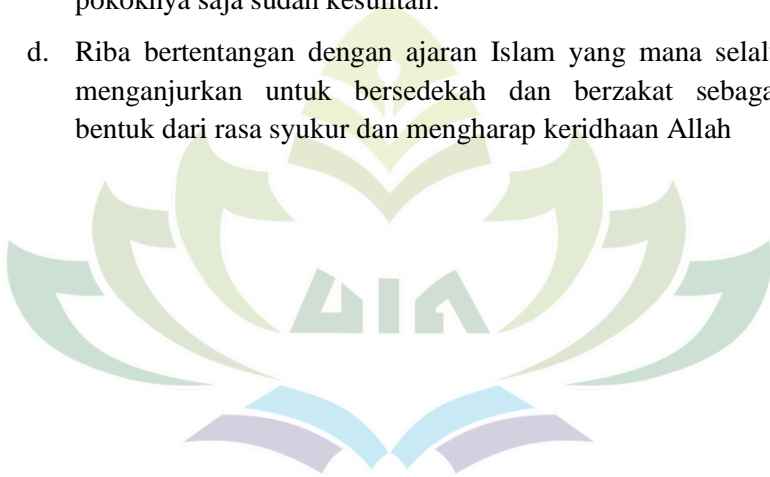 pokoknya saja sudah kesulitan.
d. Riba bertentangan dengan ajaran Islam yang mana selal
menganjurkan untuk bersedekah dan berzakat sebaga
bentuk dari rasa syukur dan mengharap keridhaan Allah
UIN